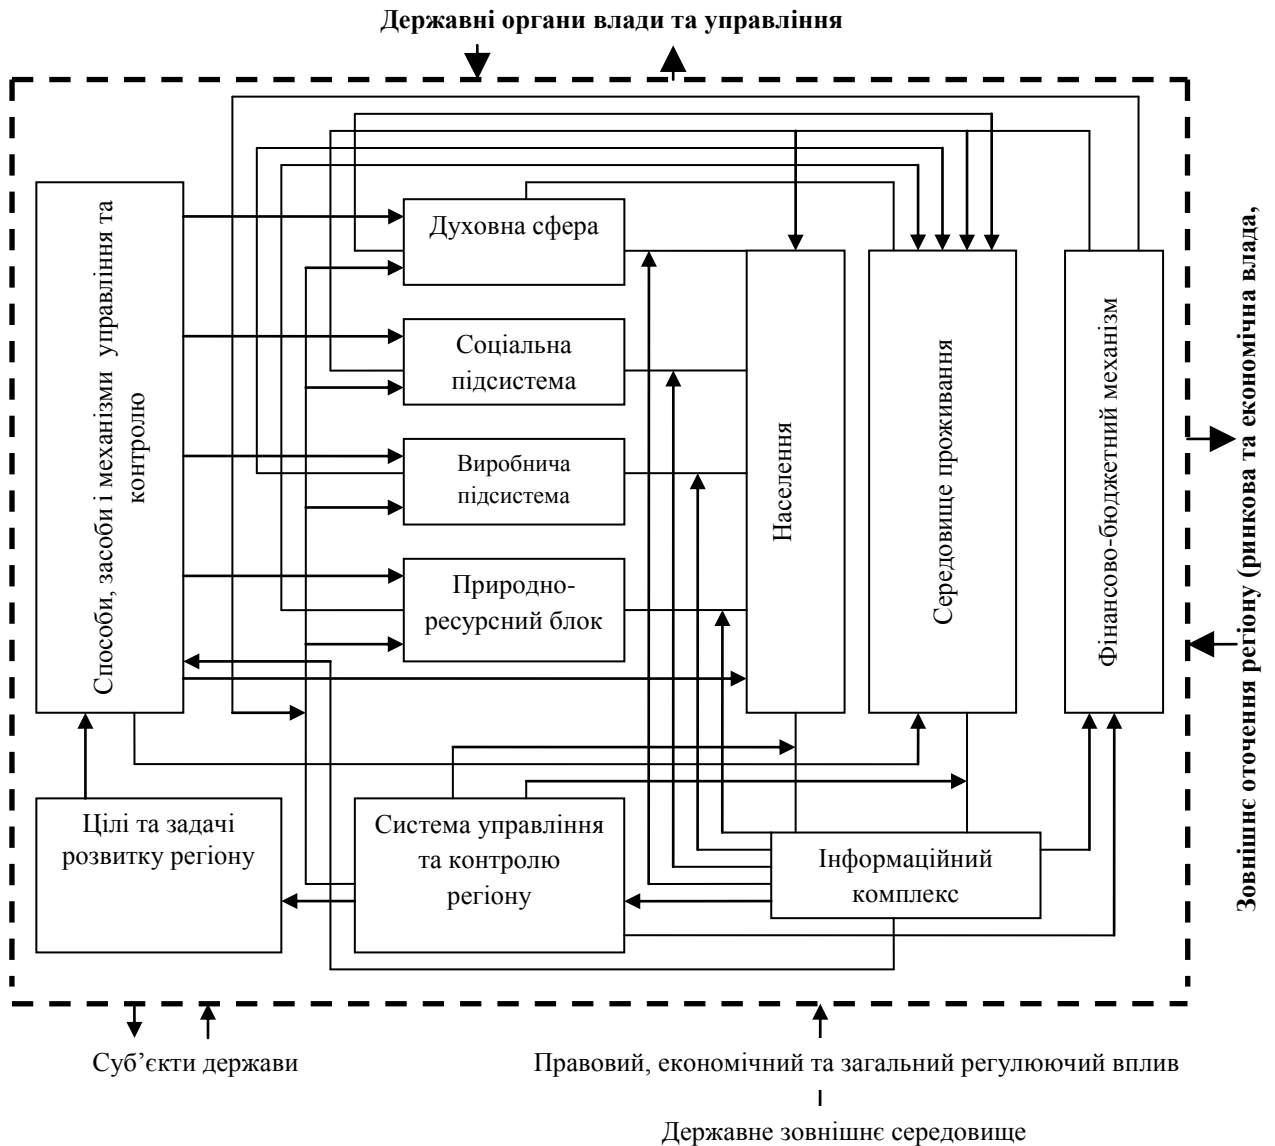 Державні органи влади та управління
Способи, засоби і механізми управління та
контролю
Духовна сфера
Соціальна
підсистема
Виробнича
підсистема
Природно-
ресурсний блок
Населення
Середовище проживання
Фінансово-бюджетний механізм
Зовнішнє оточення регіону (ринкова та економічна влада,
Цілі та задачі
розвитку регіону
Система управління
та контролю
регіону
Інформаційний
комплекс
Суб’єкти держави
Правовий, економічний та загальний регулюючий вплив
Державне зовнішнє середовище